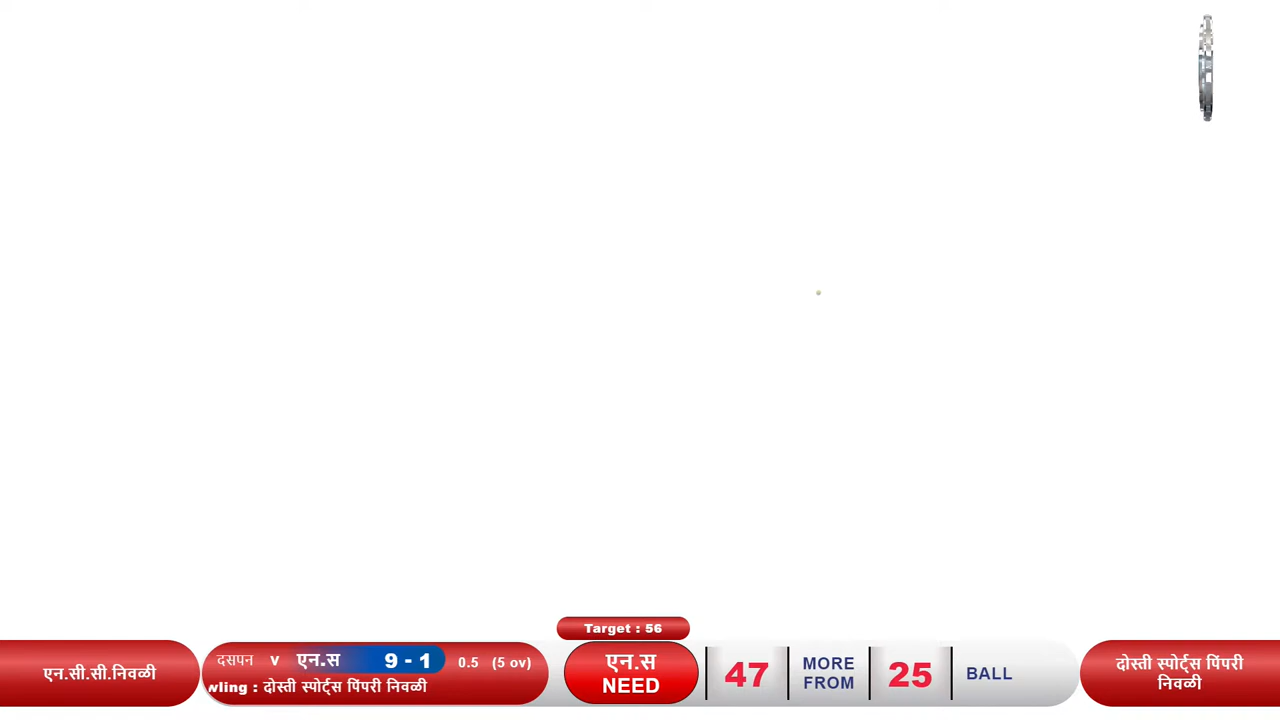 Target : 56
एन.सी.सी.निवळी
दसपन v एन.स 9 - 1 0.5 (5 ov)
wling : दोस्ती स्पोर्ट्स पिंपरी निवळी
एन.स
NEED
47
MORE
FROM
25
BALL
दोस्ती स्पोर्ट्स पिंपरी
निवळी